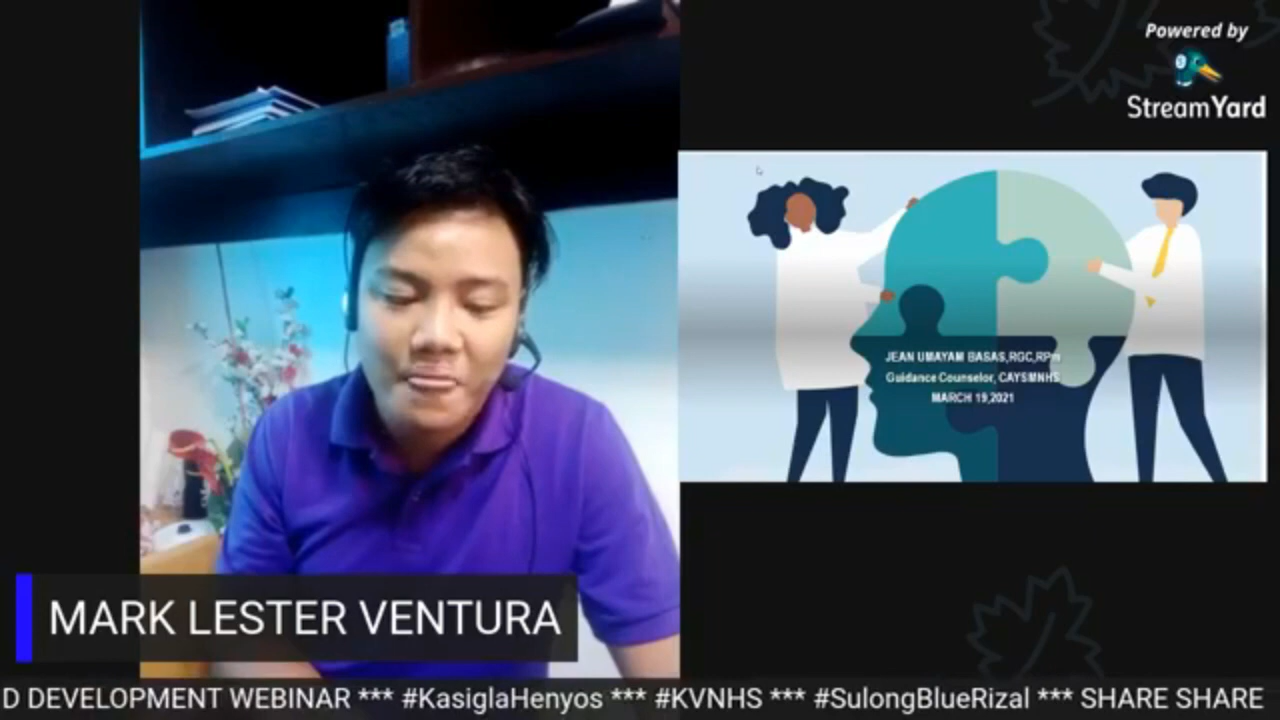 Powered by
StreamYard
JEAN UMAYAM BASAS,RGC,RPm
Guidance Counselor, CAYSMNHS
MARCH 19,2021
MARK LESTER VENTURA
D DEVELOPMENT WEBINAR *** #KasiglaHenyos *** #KVNHS *** #SulongBlueRizal *** SHARE SHARE